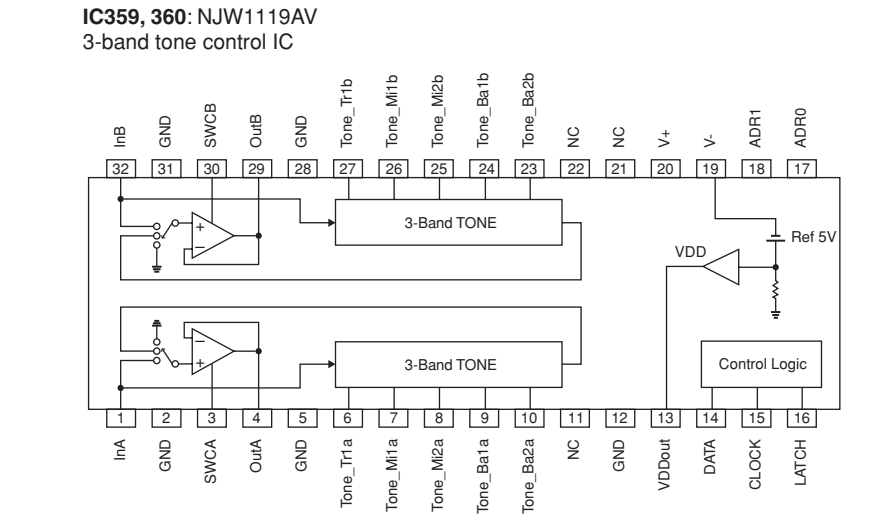 IC359, 360: NJW1119AV
3-band tone control IC
InB GND SWCB OutB GND Tone_Tr1b Tone_Mi1b Tone_Mi2b Tone_Ba1b Tone_Ba2b NC NC V+ V- ADR1 ADR0
32 31 30 29 28 27 26 25 24 23 22 21 20 19 18 17
+
−
3-Band TONE
Ref 5V
VDD
−
+
3-Band TONE
Control Logic
1 2 3 4 5 6 7 8 9 10 11 12 13 14 15 16
InA GND SWCA OutA GND Tone_Tr1a Tone_Mi1a Tone_Mi2a Tone_Ba1a Tone_Ba2a NC GND VDDout DATA CLOCK LATCH